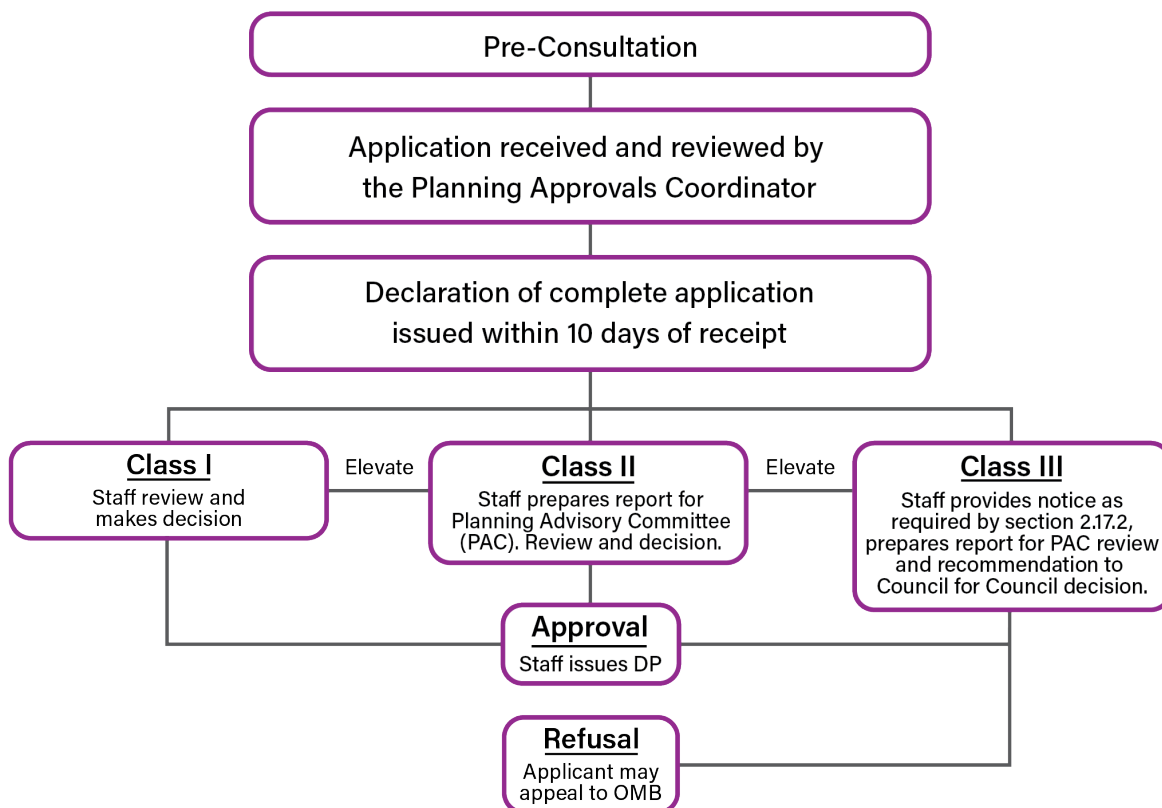 Pre-Consultation
Application received and reviewed by
the Planning Approvals Coordinator
Declaration of complete application
issued within 10 days of receipt
Class I
Staff review and
makes decision
Elevate
Class II
Staff prepares report for
Planning Advisory Committee
(PAC). Review and decision.
Elevate
Class III
Staff provides notice as
required by section 2.17.2,
prepares report for PAC review
and recommendation to
Council for Council decision.
Approval
Staff issues DP
Refusal
Applicant may
appeal to OMB